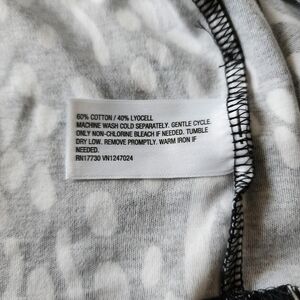 60% COTTON / 40% LYOCELL
MACHINE WASH COLD SEPARATELY. GENTLE CYCLE.
ONLY NON-CHLORINE BLEACH IF NEEDED. TUMBLE
DRY LOW. REMOVE PROMPTLY. WARM IRON IF
NEEDED.
RN17730 VN1247024